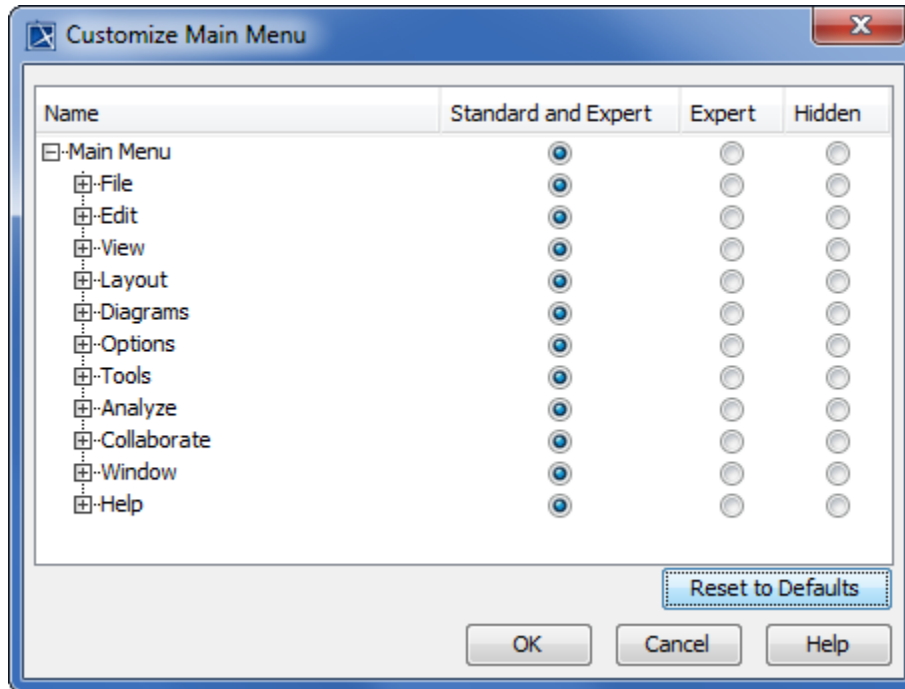 Customize Main Menu
Name Standard and Expert Expert Hidden
Main Menu
File
Edit
View
Layout
Diagrams
Options
Tools
Analyze
Collaborate
Window
Help
Reset to Defaults
OK Cancel Help